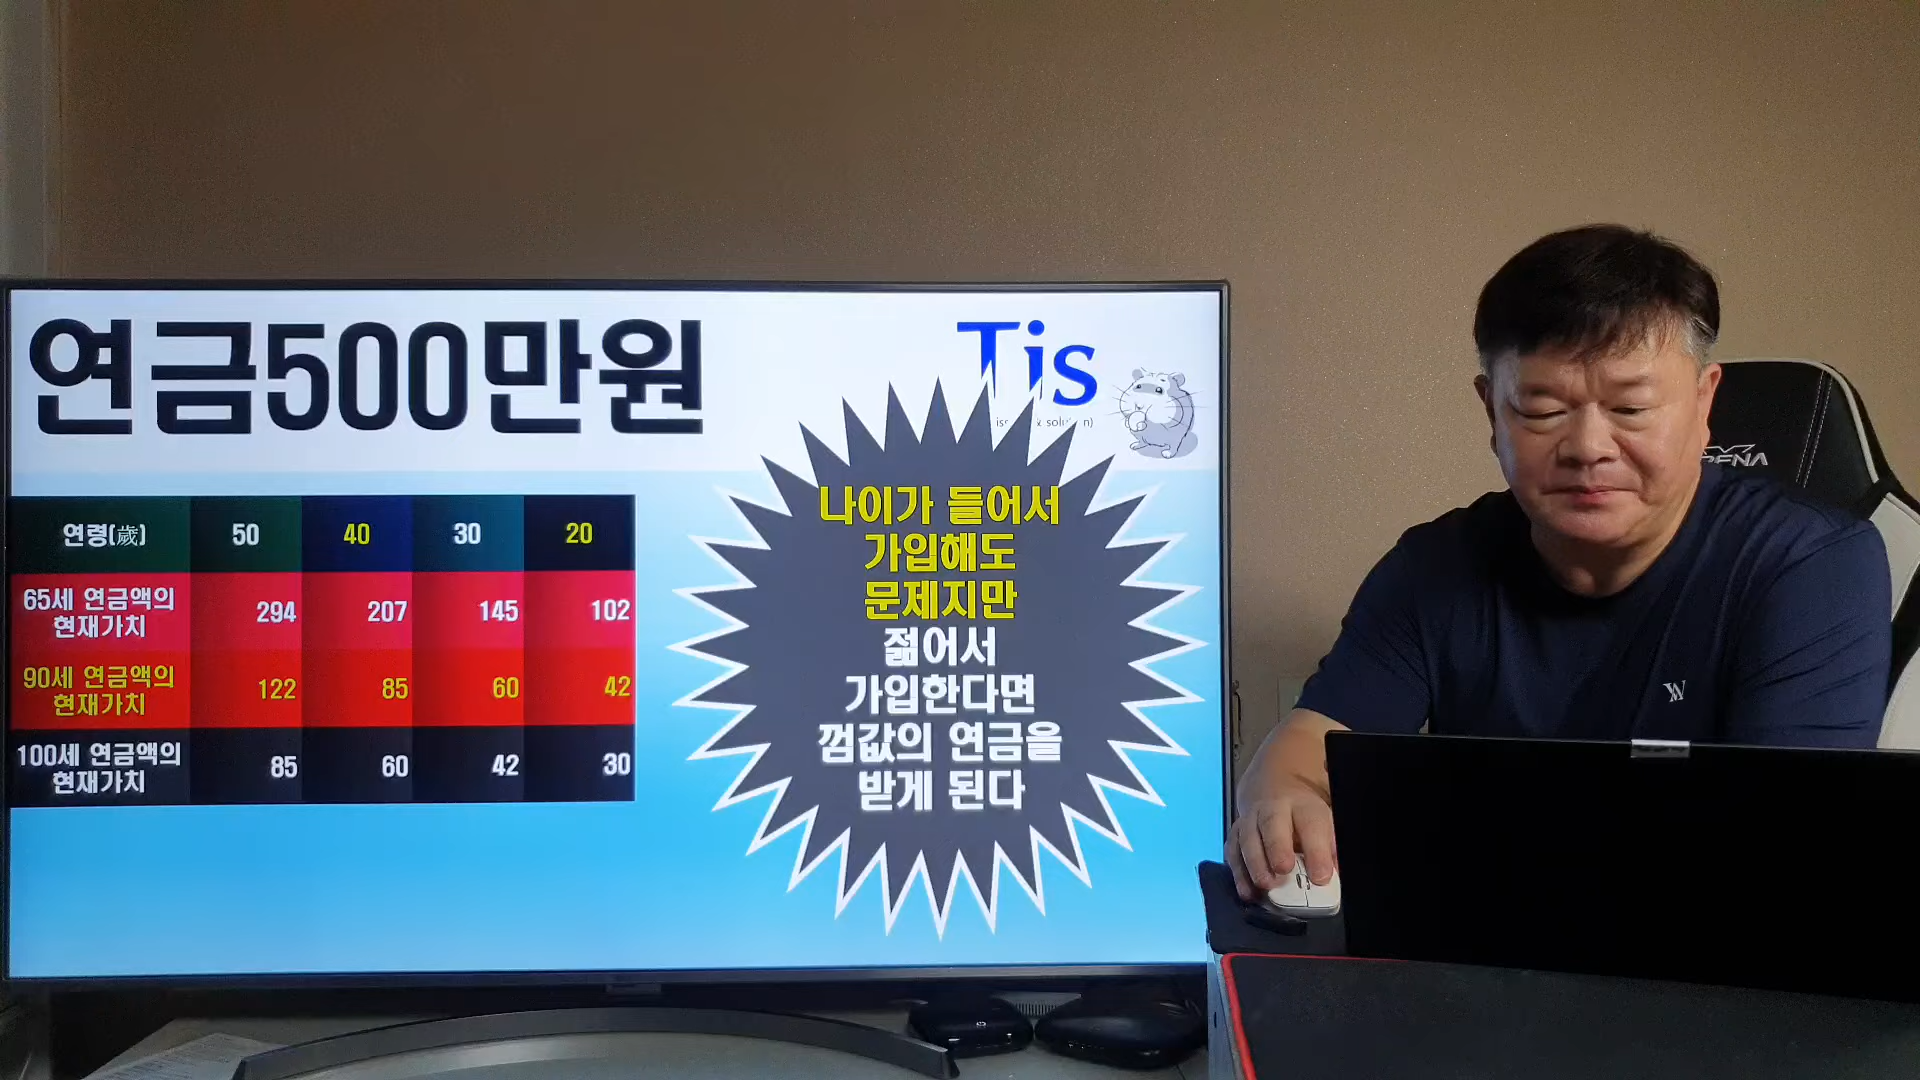 연금500만원
Tis
연령(歲) 50 40 30 20
65세 연금액의
현재가치
294 207 145 102
90세 연금액의
현재가치
122 85 60 42
100세 연금액의
현재가치
85 60 42 30
나이가 들어서
가입해도
문제지만
젊어서
가입한다면
껌값의 연금을
받게 된다